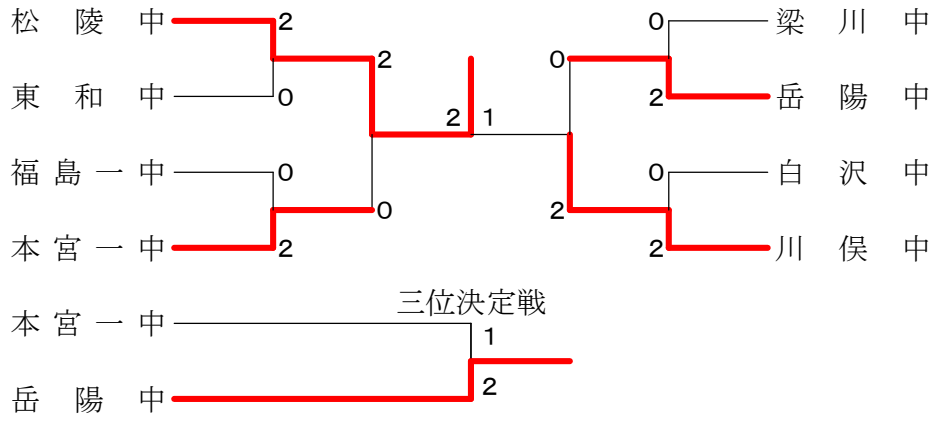 松陵中 2 0 梁川中
2 0
東和中 0 2 岳陽中
2 1
福島一中 0 0 白沢中
0 2
本宮一中 2 2 川俣中
三位決定戦
本宮一中 1
岳陽中 2